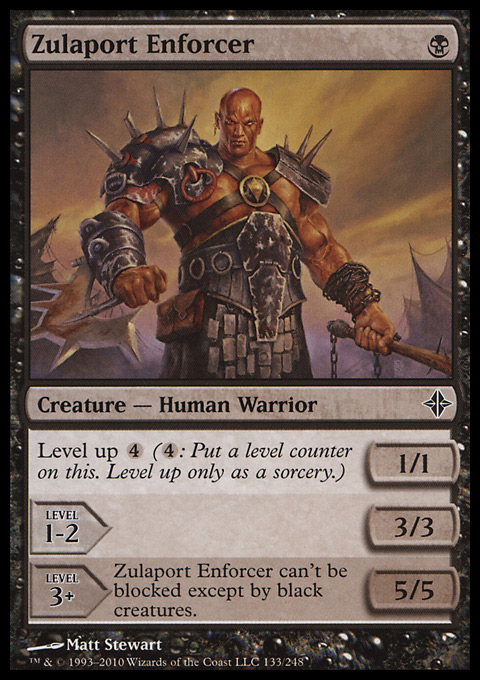 Zulaport Enforcer
Creature — Human Warrior
Level up 4 (4: Put a level counter
on this. Level up only as a sorcery.)
1/1
LEVEL
1-2
3/3
LEVEL
3+
Zulaport Enforcer can't be
blocked except by black
creatures.
5/5
Matt Stewart
™ & © 1993–2010 Wizards of the Coast LLC 133/248